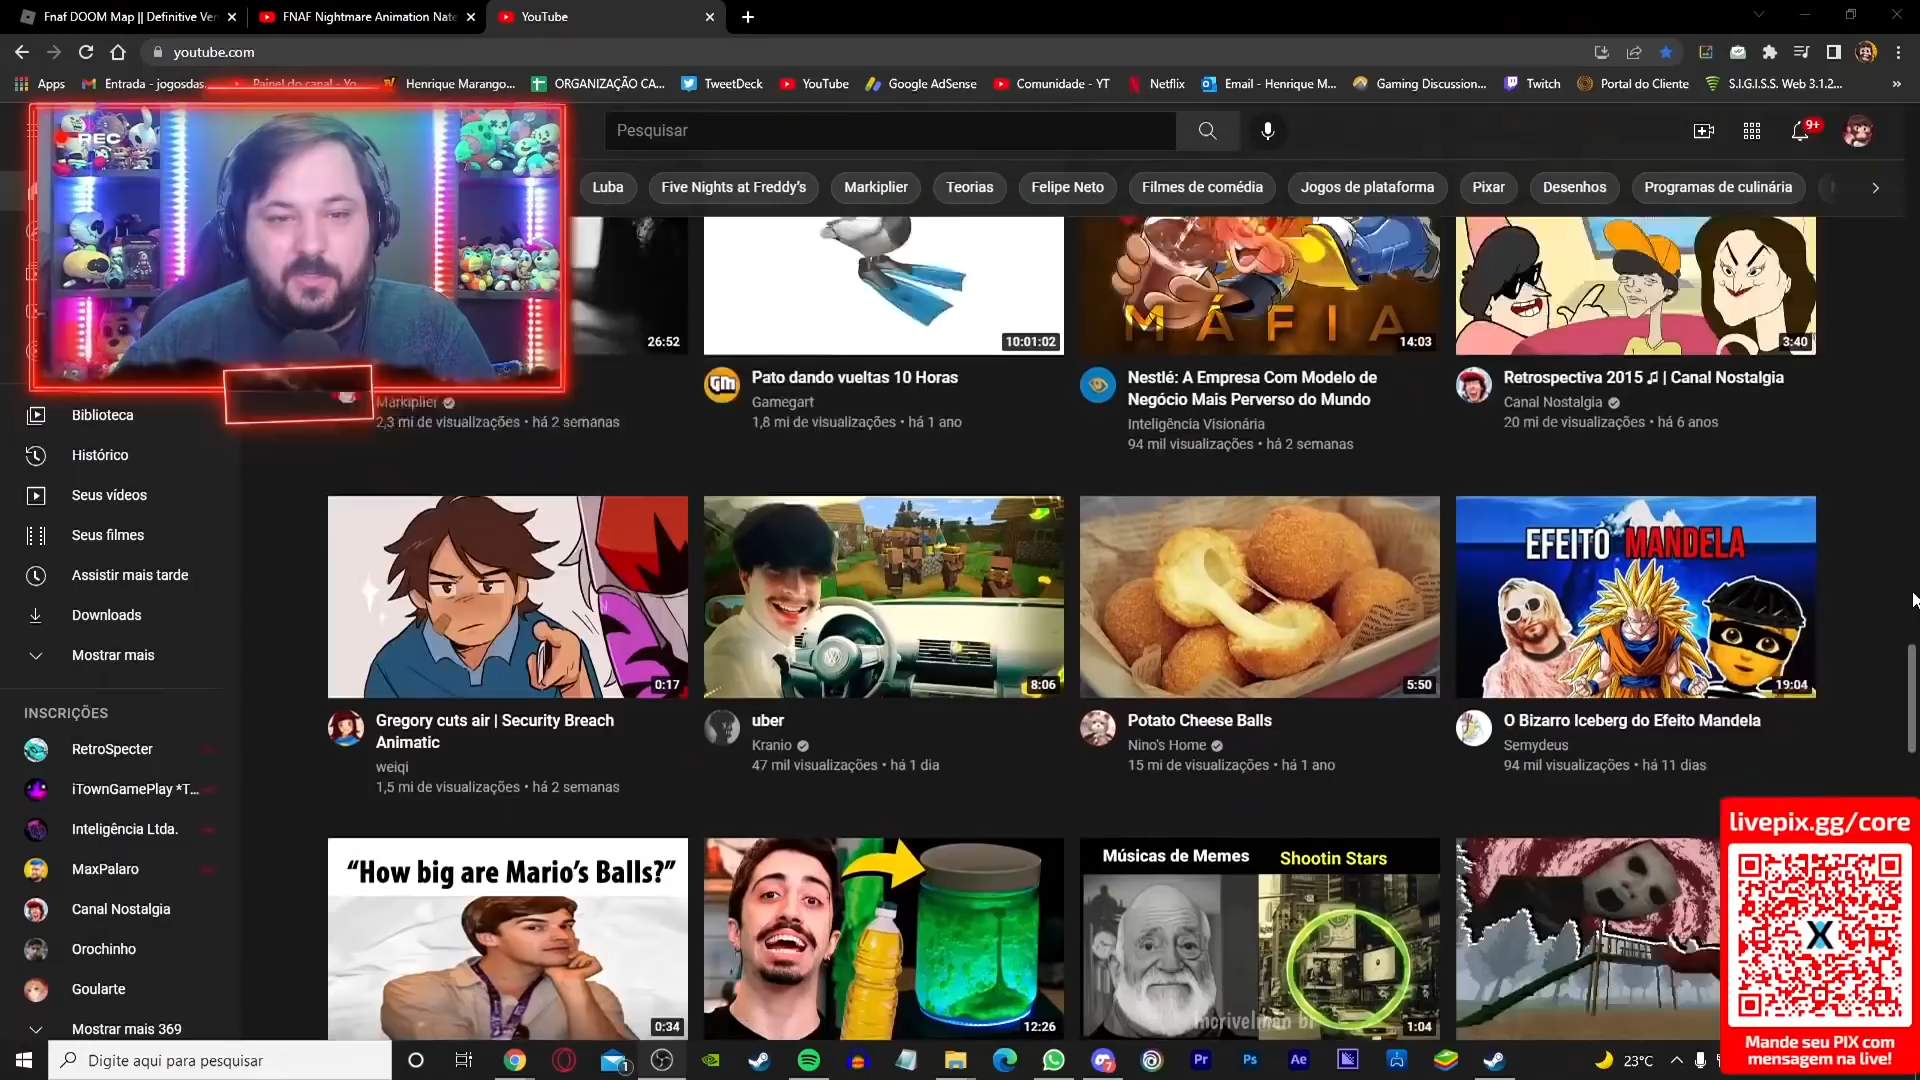 Fnaf DOOM Map || Definitive Ver
FNAF Nightmare Animation Nate
YouTube
youtube.com
Apps
Entrada - jogosdas
Painel do canal - Yo...
Henrique Marango...
ORGANIZAÇÃO CA...
TweetDeck
YouTube
Google AdSense
Comunidade - YT
Netflix
Email - Henrique M...
Gaming Discussion...
Twitch
Portal do Cliente
S.I.G.I.S.S. Web 3.1.2...
REC
Pesquisar
9+
Luba
Five Nights at Freddy's
Markiplier
Teorias
Felipe Neto
Filmes de comédia
Jogos de plataforma
Pixar
Desenhos
Programas de culinária
26:52
10:01:02
MÁFIA
14:03
3:40
Markiplier
2,3 mi de visualizações • há 2 semanas
GM
Pato dando vueltas 10 Horas
Gamegart
1,8 mi de visualizações • há 1 ano
Nestlé: A Empresa Com Modelo de
Negócio Mais Perverso do Mundo
Inteligência Visionária
94 mil visualizações • há 2 semanas
Retrospectiva 2015 ♫ | Canal Nostalgia
Canal Nostalgia
20 mi de visualizações • há 6 anos
Biblioteca
Histórico
Seus vídeos
Seus filmes
Assistir mais tarde
Downloads
Mostrar mais
INSCRIÇÕES
RetroSpecter
iTownGamePlay *T...
Inteligência Ltda.
MaxPalaro
Canal Nostalgia
Orochinho
Goularte
Mostrar mais 369
0:17
8:06
5:50
EFEITO MANDELA
19:04
Gregory cuts air | Security Breach
Animatic
weiqi
1,5 mi de visualizações • há 2 semanas
uber
Kranio
47 mil visualizações • há 1 dia
Potato Cheese Balls
Nino's Home
15 mi de visualizações • há 1 ano
O Bizarro Iceberg do Efeito Mandela
Semydeus
94 mil visualizações • há 11 dias
“How big are Mario’s Balls?”
0:34
12:26
Músicas de Memes
Shootin Stars
morivelman br
1:04
livepix.gg/core
Mande seu PIX com
mensagem na live!
Digite aqui para pesquisar
1
Pr
Ps
Ae
23°C